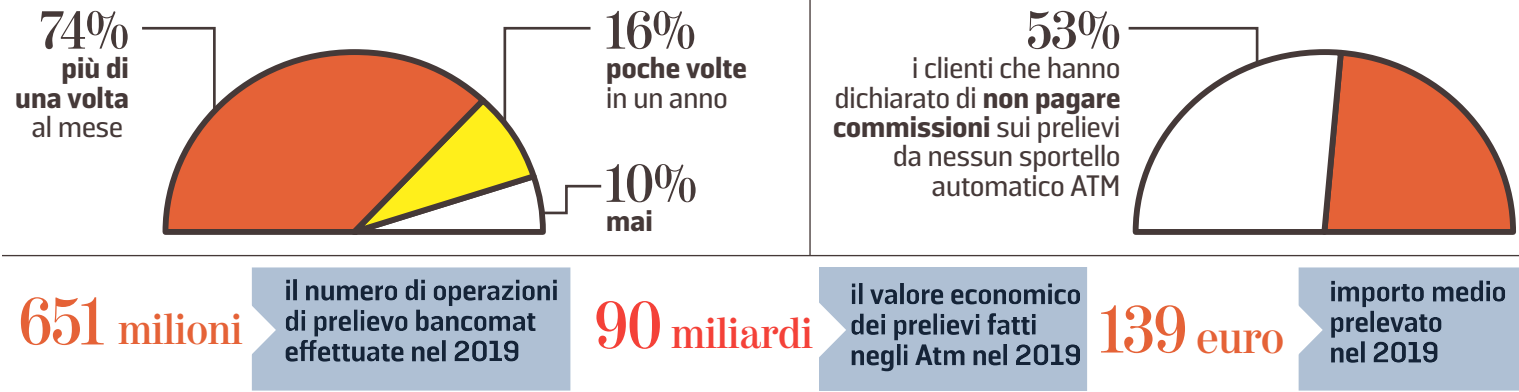 74%
più di
una volta
al mese
16%
poche volte
in un anno
10%
mai
53%
i clienti che hanno
dichiarato di non pagare
commissioni sui prelievi
da nessun sportello
automatico ATM
651 milioni
il numero di operazioni
di prelievo bancomat
effettuate nel 2019
90 miliardi
il valore economico
dei prelievi fatti
negli Atm nel 2019
139 euro
importo medio
prelevato
nel 2019